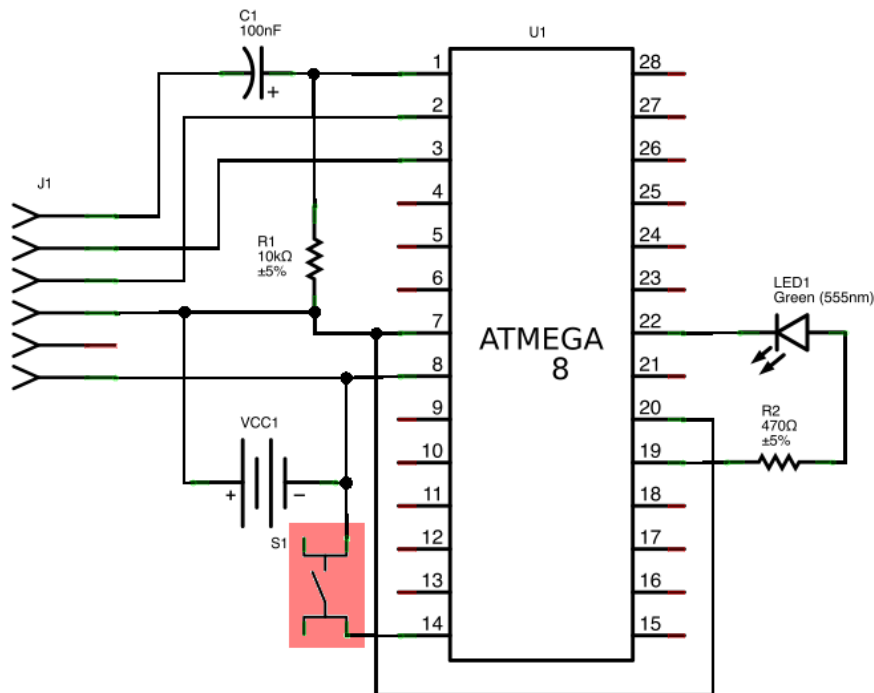 C1
100nF
+
U1
1
2
3
4
5
6
7
8
9
10
11
12
13
14
ATMEGA
8
28
27
26
25
24
23
22
21
20
19
18
17
16
15
J1
R1
10kΩ
±5%
VCC1
+ −
S1
LED1
Green (555nm)
R2
470Ω
±5%